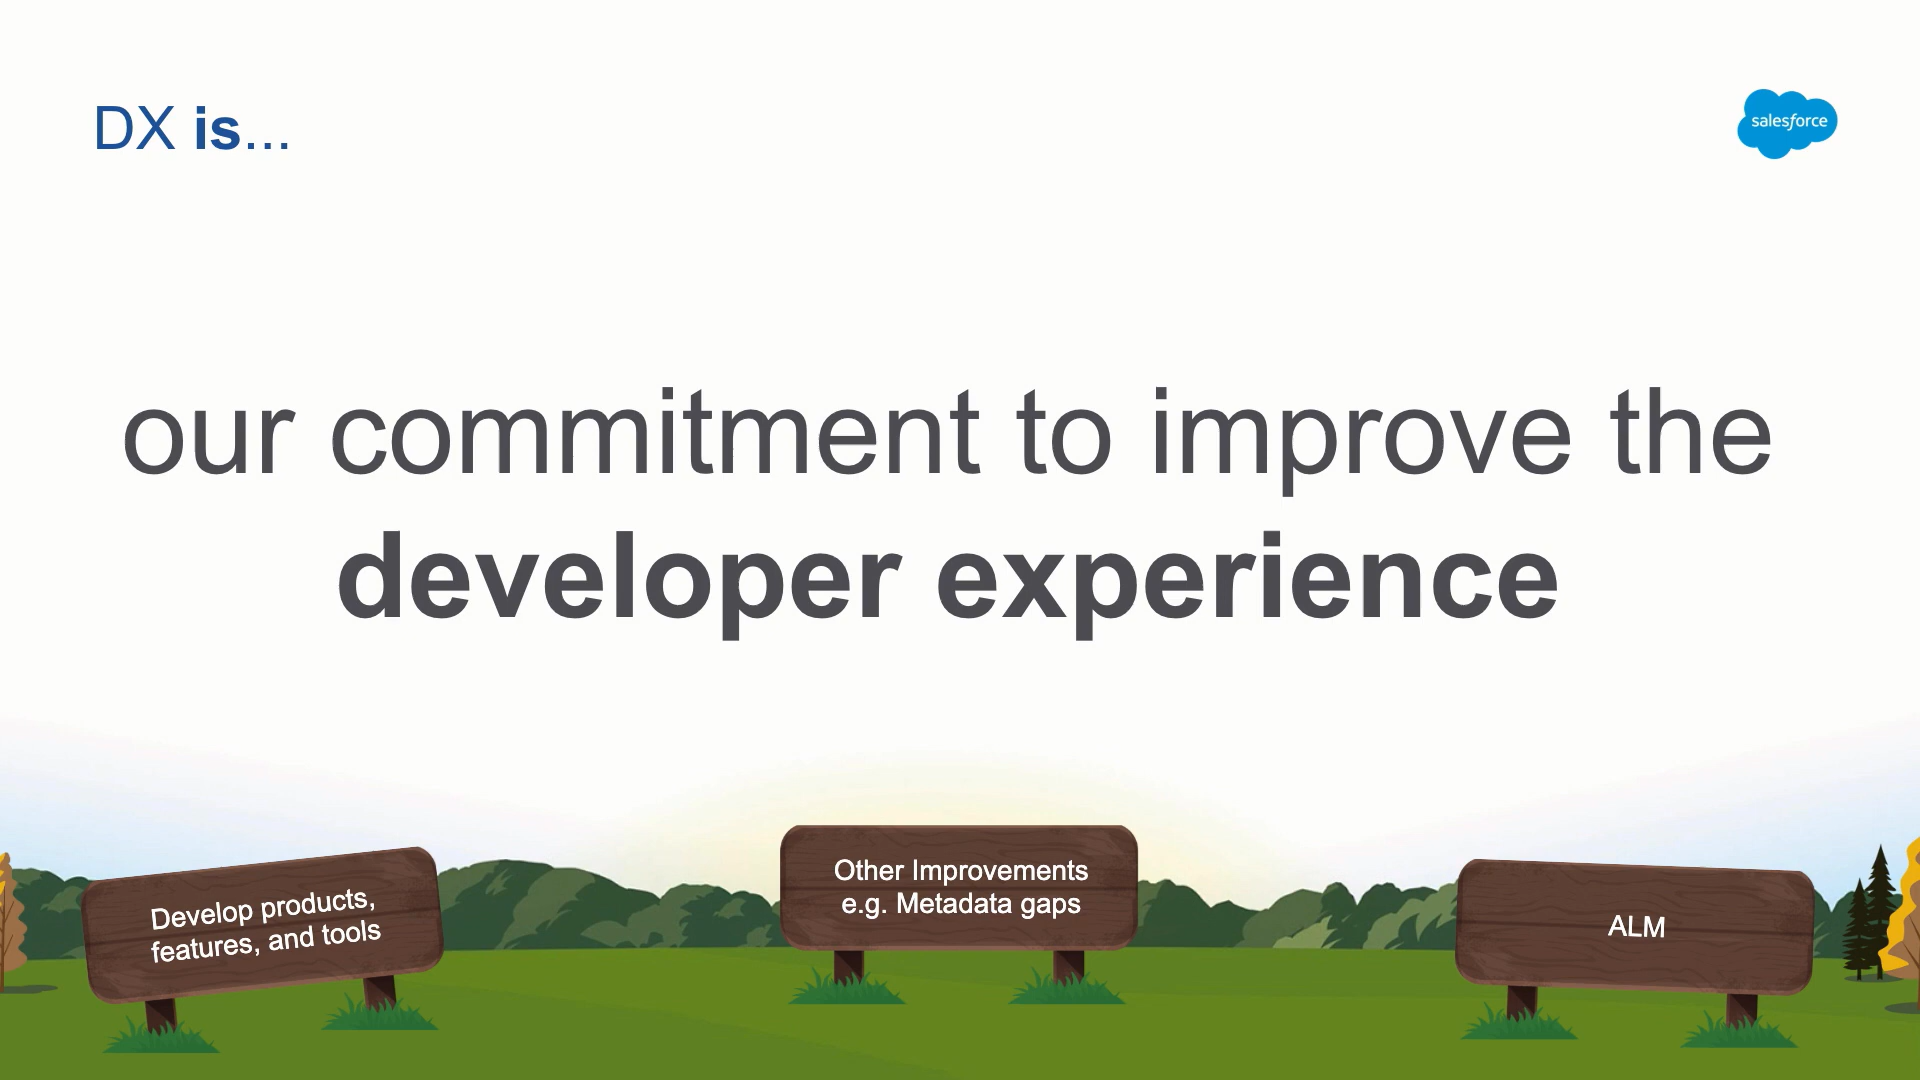 DX is...
salesforce
our commitment to improve the
developer experience
Develop products,
features, and tools
Other Improvements
e.g. Metadata gaps
ALM